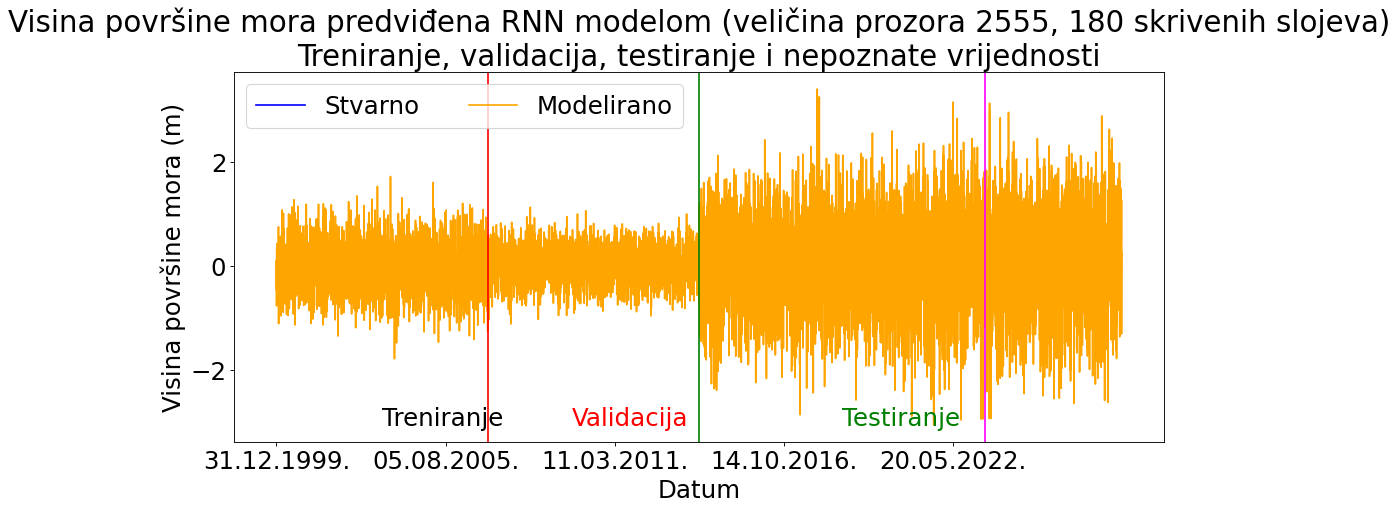 Visina površine mora predviđena RNN modelom (veličina prozora 2555, 180 skrivenih slojeva)
Treniranje, validacija, testiranje i nepoznate vrijednosti
Stvarno Modelirano
Visina površine mora (m)
2
0
−2
Treniranje Validacija Testiranje
31.12.1999. 05.08.2005. 11.03.2011. 14.10.2016. 20.05.2022.
Datum